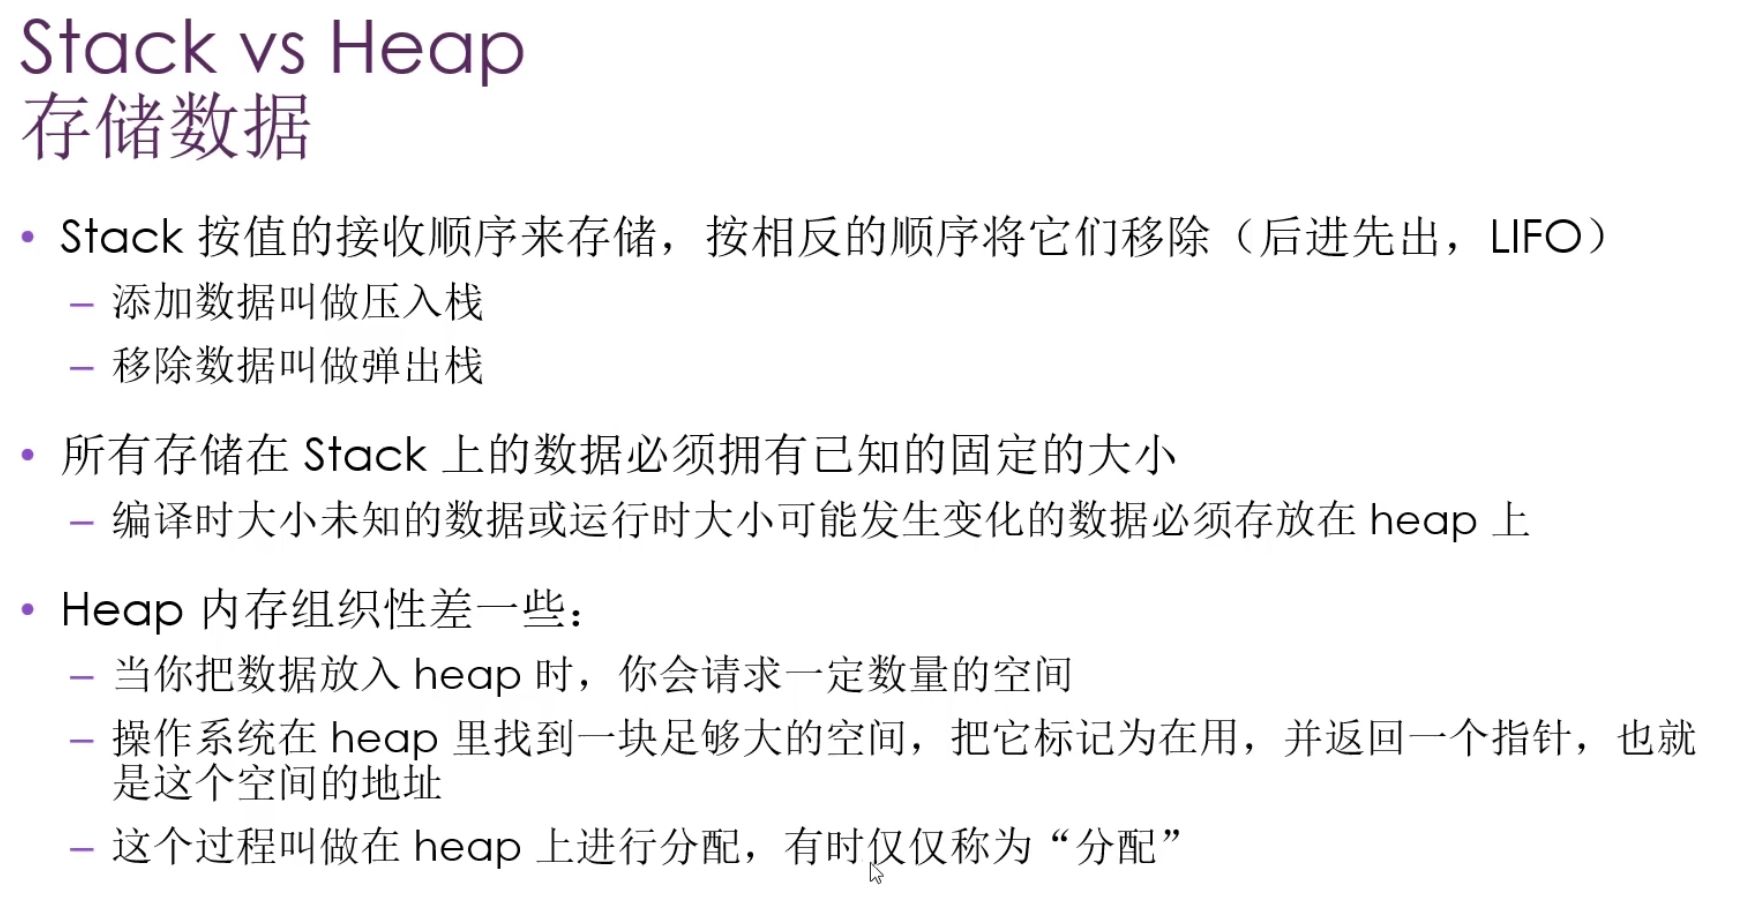 Stack vs Heap
存储数据
• Stack 按值的接收顺序来存储，按相反的顺序将它们移除（后进先出，LIFO）
– 添加数据叫做压入栈
– 移除数据叫做弹出栈
• 所有存储在 Stack 上的数据必须拥有已知的固定的大小
– 编译时大小未知的数据或运行时大小可能发生变化的数据必须存放在 heap 上
• Heap 内存组织性差一些：
– 当你把数据放入 heap 时，你会请求一定数量的空间
– 操作系统在 heap 里找到一块足够大的空间，把它标记为在用，并返回一个指针，也就
是这个空间的地址
– 这个过程叫做在 heap 上进行分配，有时仅仅称为“分配”